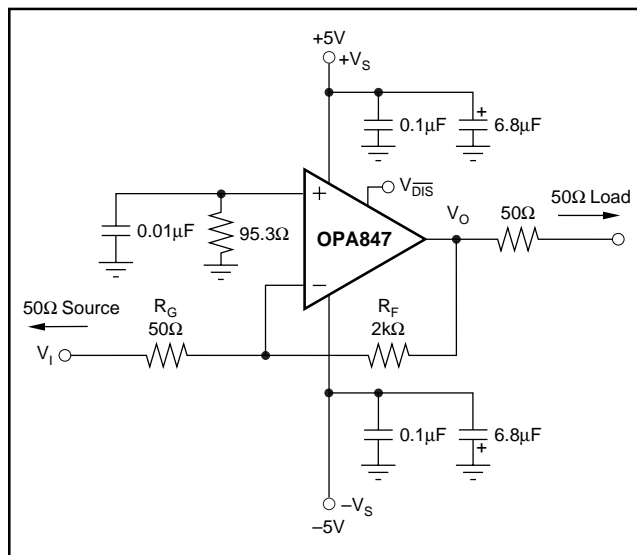 +5V
+V_S
0.1μF
+
6.8μF
+
V_DIS̅
50Ω Load
0.01μF
95.3Ω
OPA847
V_O
50Ω
–
50Ω Source
R_G
50Ω
R_F
2kΩ
V_I
0.1μF
6.8μF
+
–V_S
–5V